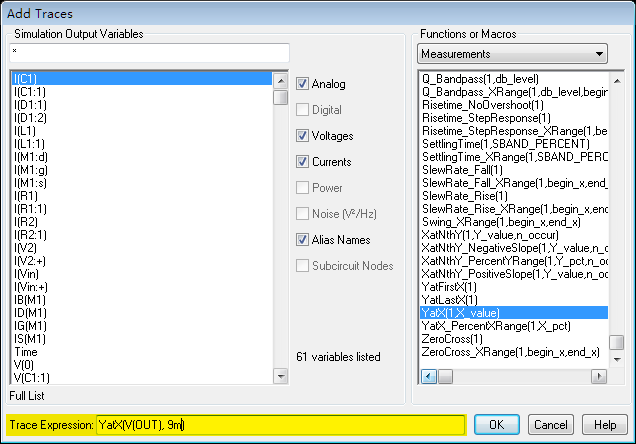 Add Traces
Simulation Output Variables
*
I(C1)
I(C1:1)
I(D1:1)
I(D1:2)
I(L1)
I(L1:1)
I(M1:d)
I(M1:g)
I(M1:s)
I(R1)
I(R1:1)
I(R2)
I(R2:1)
I(V2)
I(V2:+)
I(Vin)
I(Vin:+)
IB(M1)
ID(M1)
IG(M1)
IS(M1)
Time
V(0)
V(C1:1)
Full List
Analog
Digital
Voltages
Currents
Power
Noise (V²/Hz)
Alias Names
Subcircuit Nodes
61 variables listed
Functions or Macros
Measurements
Q_Bandpass(1,db_level)
Q_Bandpass_XRange(1,db_level,begin
Risetime_NoOvershoot(1)
Risetime_StepResponse(1)
Risetime_StepResponse_XRange(1,be
SettlingTime(1,SBAND_PERCENT)
SettlingTime_XRange(1,SBAND_PERC
SlewRate_Fall(1)
SlewRate_Fall_XRange(1,begin_x,end_
SlewRate_Rise(1)
SlewRate_Rise_XRange(1,begin_x,end
Swing_XRange(1,begin_x,end_x)
XatNthY(1,Y_value,n_occur)
XatNthY_NegativeSlope(1,Y_value,n_o
XatNthY_PercentYRange(1,Y_pct,n_oc
XatNthY_PositiveSlope(1,Y_value,n_oc
YatFirstX(1)
YatLastX(1)
YatX(1,X_value)
YatX_PercentXRange(1,X_pct)
ZeroCross(1)
ZeroCross_XRange(1,begin_x,end_x)
Trace Expression: YatX(V(OUT), 9m)
OK
Cancel
Help